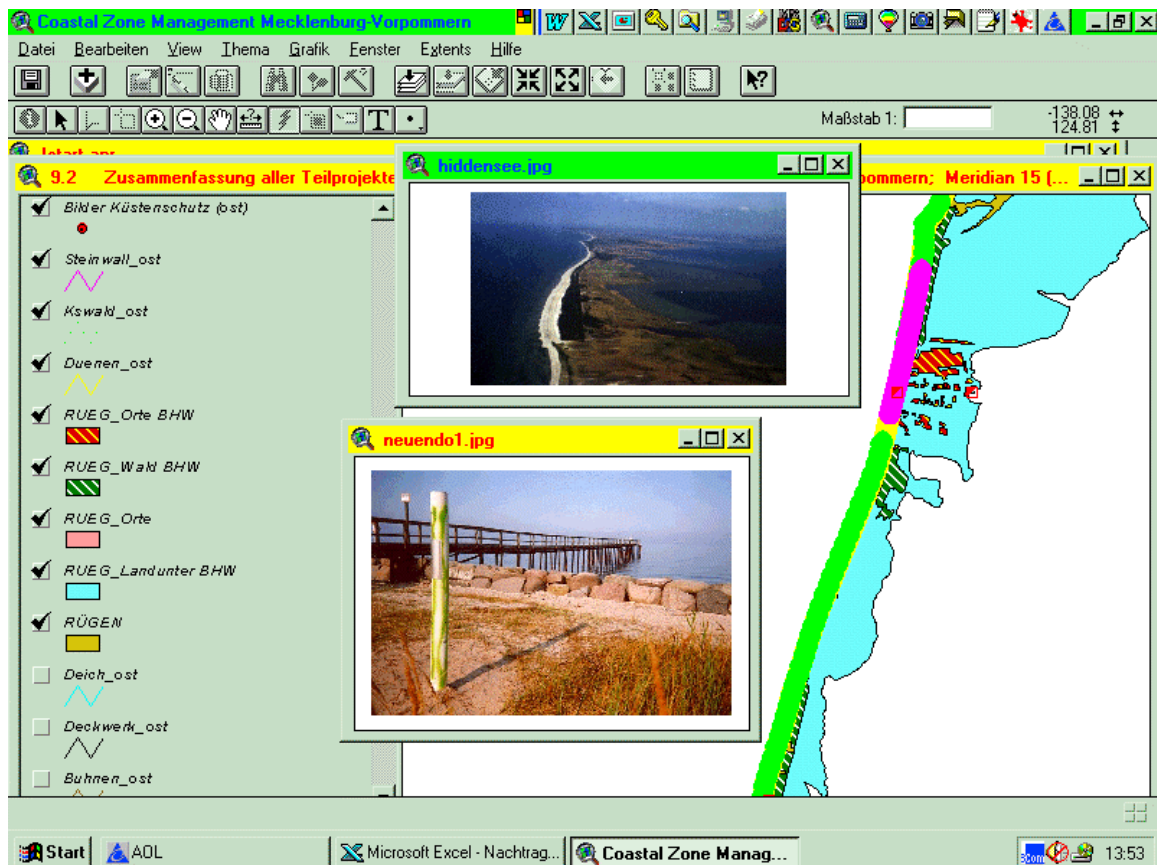 Coastal Zone Management Mecklenburg-Vorpommern
Datei Bearbeiten View Thema Grafik Fenster Extents Hilfe
Maßstab 1:
-138.08
124.81
hiddensee.jpg
9.2 Zusammenfassung aller Teilprojekte
pommern; Meridian 15 (...
Bilder Küstenschutz (ost)
Steinwall_ost
Kswald_ost
Duenen_ost
RUEG_Orte BHW
neuendo1.jpg
RUEG_Wald BHW
RUEG_Orte
RUEG_Landunter BHW
RÜGEN
Deich_ost
Deckwerk_ost
Buhnen_ost
Start AOL Microsoft Excel - Nachtrag... Coastal Zone Manag... 3Com 13:53